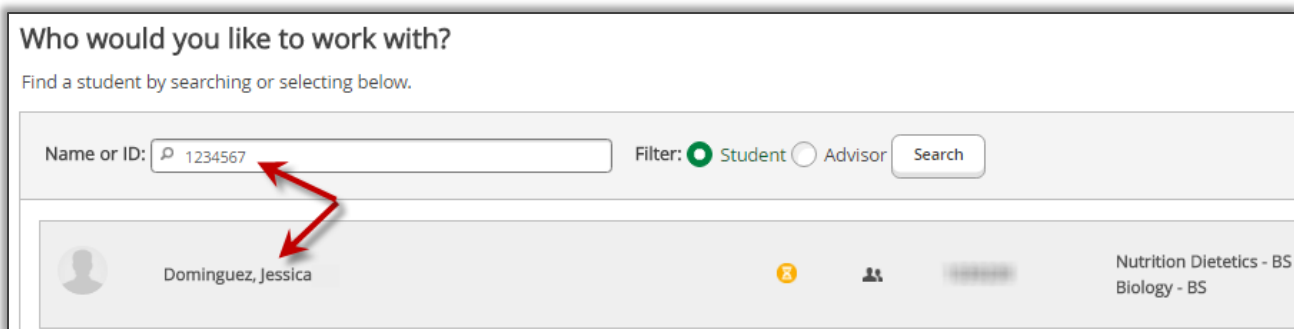 Who would you like to work with?
Find a student by searching or selecting below.
Name or ID: 1234567 Filter: Student Advisor Search
Dominguez, Jessica
Nutrition Dietetics - BS
Biology - BS